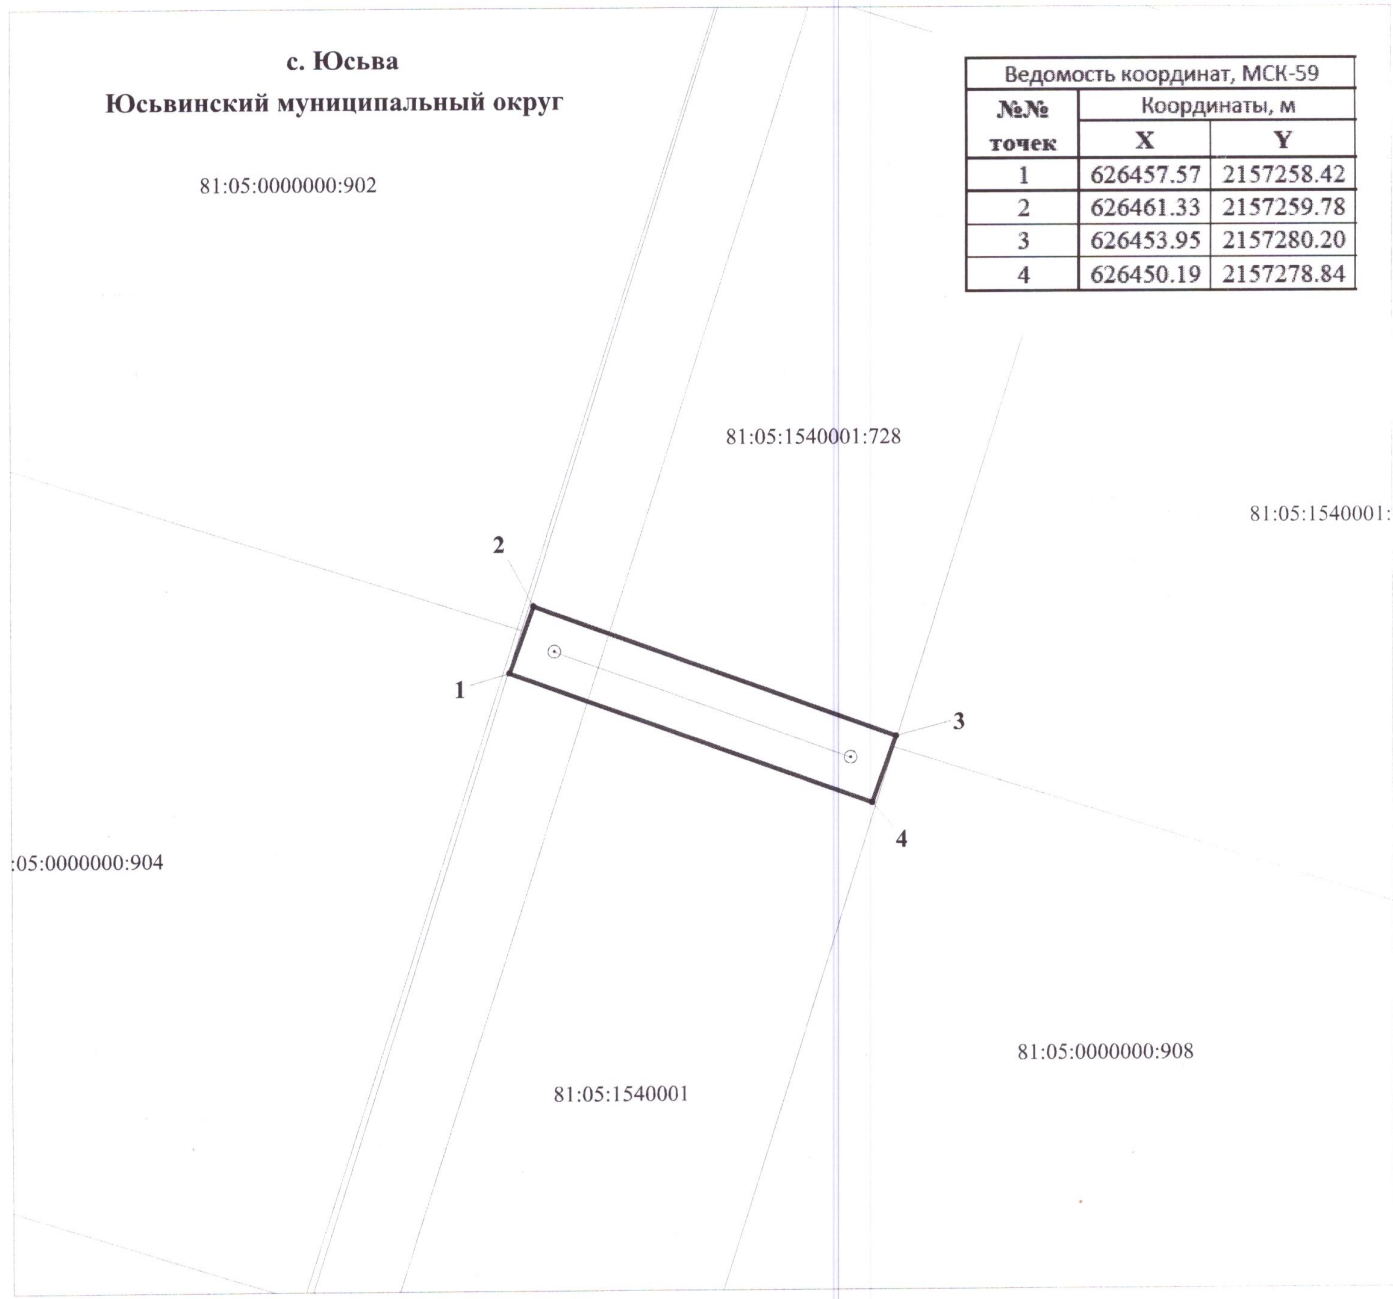 с. Юсьва
Юсьвинский муниципальный округ
Ведомость координат, МСК-59
№№ точек Координаты, м
X Y
1 626457.57 2157258.42
2 626461.33 2157259.78
3 626453.95 2157280.20
4 626450.19 2157278.84
81:05:0000000:902
81:05:1540001:728
81:05:1540001:
2
1
3
4
:05:0000000:904
81:05:0000000:908
81:05:1540001